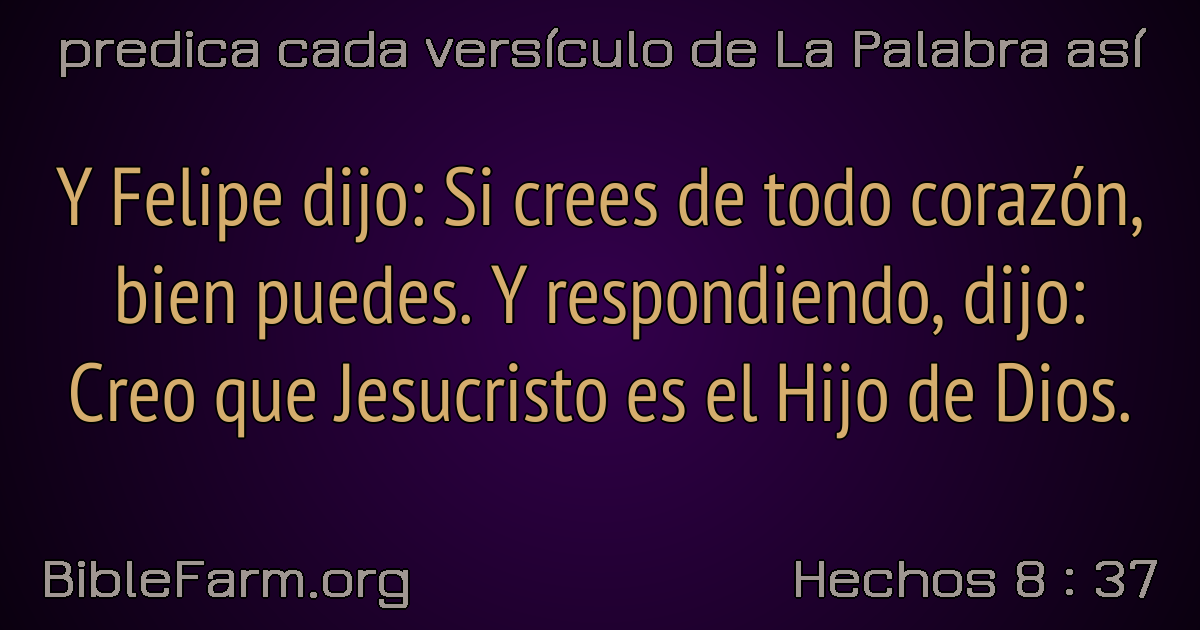 predica cada versículo de La Palabra así
Y Felipe dijo: Si crees de todo corazón,
bien puedes. Y respondiendo, dijo:
Creo que Jesucristo es el Hijo de Dios.
BibleFarm.org
Hechos 8 : 37